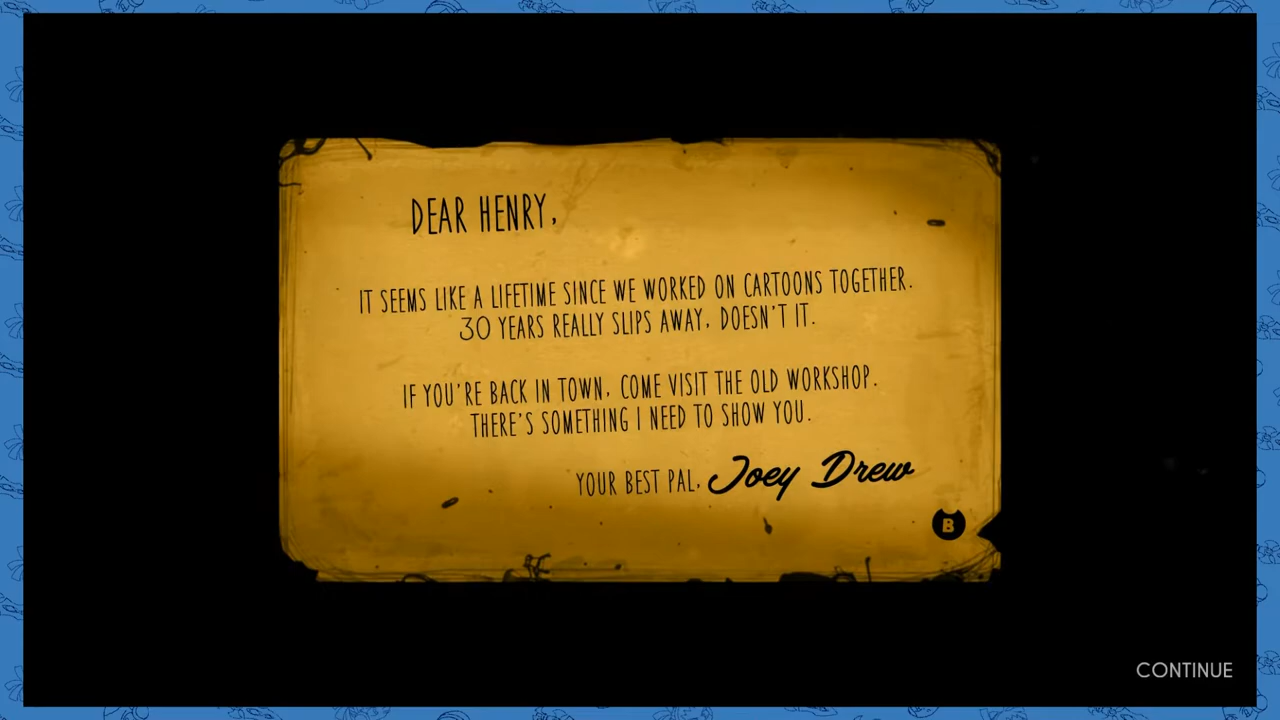 DEAR HENRY,
IT SEEMS LIKE A LIFETIME SINCE WE WORKED ON CARTOONS TOGETHER.
30 YEARS REALLY SLIPS AWAY, DOESN'T IT.
IF YOU'RE BACK IN TOWN, COME VISIT THE OLD WORKSHOP.
THERE'S SOMETHING I NEED TO SHOW YOU.
YOUR BEST PAL, Joey Drew
B
CONTINUE